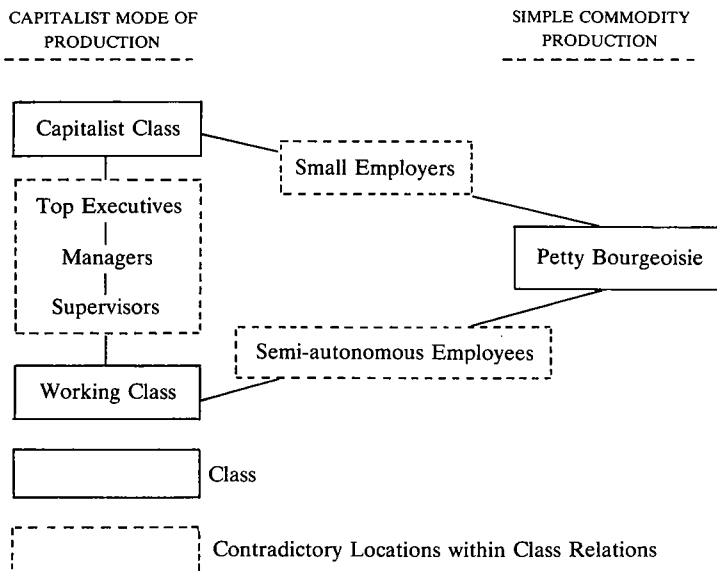 CAPITALIST MODE OF
PRODUCTION
SIMPLE COMMODITY
PRODUCTION
Capitalist Class
Small Employers
Top Executives
Managers
Petty Bourgeoisie
Supervisors
Semi-autonomous Employees
Working Class
Class
Contradictory Locations within Class Relations